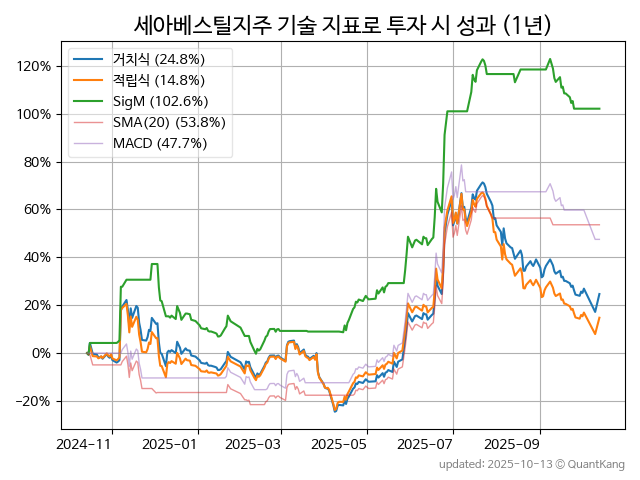 세아베스틸지주 기술 지표로 투자 시 성과 (1년)
거치식 (24.8%)
적립식 (14.8%)
SigM (102.6%)
SMA(20) (53.8%)
MACD (47.7%)
120%
100%
80%
60%
40%
20%
0%
−20%
2024-11
2025-01
2025-03
2025-05
2025-07
2025-09
updated: 2025-10-13 © QuantKang